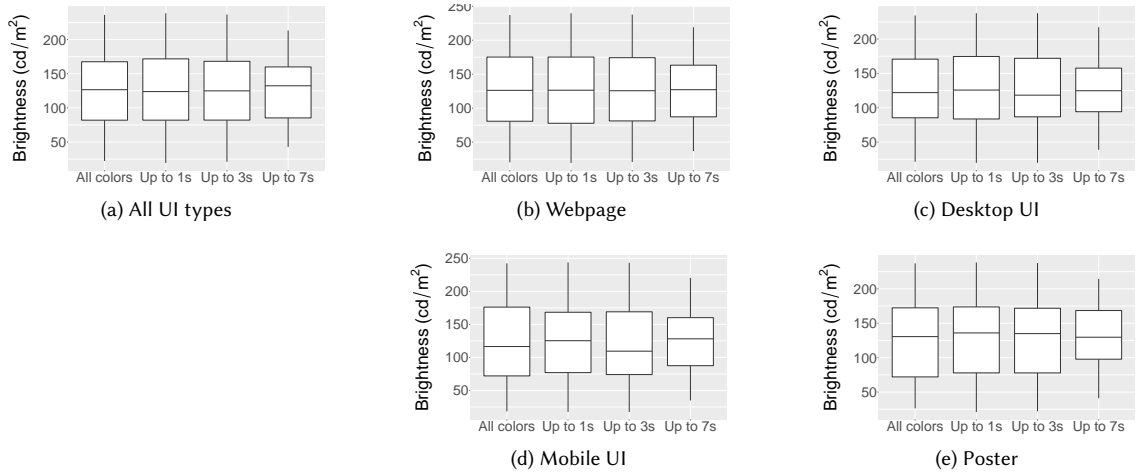 Brightness (cd/m²)
200
150
100
50
All colors Up to 1s Up to 3s Up to 7s
(a) All UI types
Brightness (cd/m²)
250
200
150
100
50
All colors Up to 1s Up to 3s Up to 7s
(b) Webpage
Brightness (cd/m²)
200
150
100
50
All colors Up to 1s Up to 3s Up to 7s
(c) Desktop UI
Brightness (cd/m²)
250
200
150
100
50
All colors Up to 1s Up to 3s Up to 7s
(d) Mobile UI
Brightness (cd/m²)
200
150
100
50
All colors Up to 1s Up to 3s Up to 7s
(e) Poster